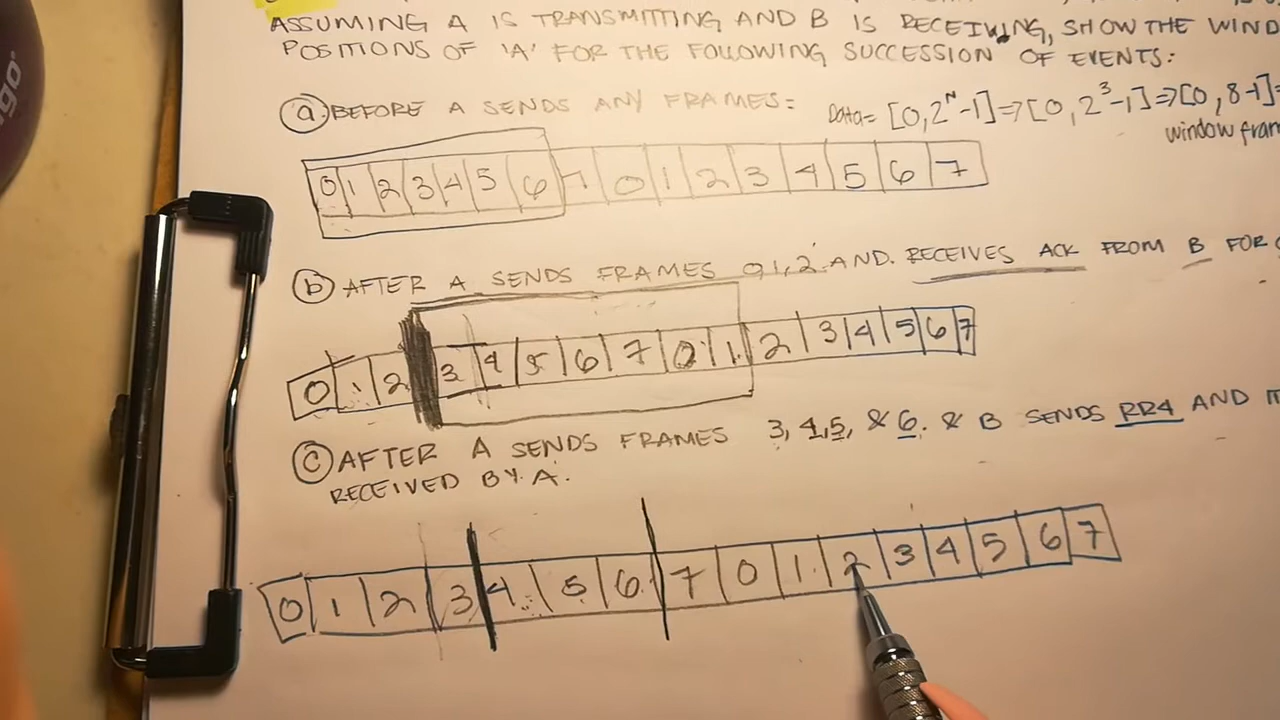 ASSUMING A IS TRANSMITTING AND B IS RECEIVING, SHOW THE WIND
POSITIONS OF 'A' FOR THE FOLLOWING SUCCESSION OF EVENTS:
(a) BEFORE A SENDS ANY FRAMES:
Data= [0,2^N-1]=>[0,2^3-1]=>[0,8-1]=
window fram
0 1 2 3 4 5 6 7 0 1 2 3 4 5 6 7
(b) AFTER A SENDS FRAMES 0,1,2 AND RECEIVES ACK FROM B FOR
0 1 2 3 4 5 6 7 0 1 2 3 4 5 6 7
(c) AFTER A SENDS FRAMES 3, 4,5, & 6. & B SENDS RR4 AND
RECEIVED BY A.
0 1 2 3 4 5 6 7 0 1 2 3 4 5 6 7